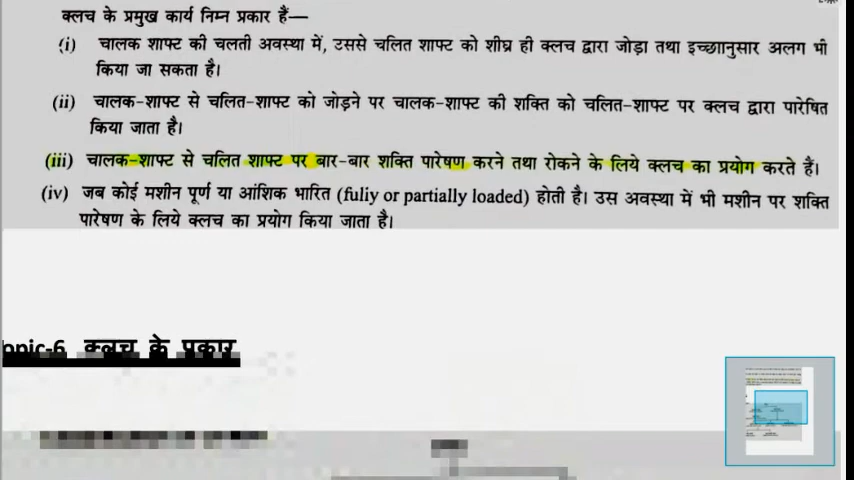 क्लच के प्रमुख कार्य निम्न प्रकार हैं—
(i) चालक शाफ्ट की चलती अवस्था में, उससे चलित शाफ्ट को शीघ्र ही क्लच द्वारा जोड़ा तथा इच्छाानुसार अलग भी
किया जा सकता है।
(ii) चालक-शाफ्ट से चलित-शाफ्ट को जोड़ने पर चालक-शाफ्ट की शक्ति को चलित-शाफ्ट पर क्लच द्वारा पारेषित
किया जाता है।
(iii) चालक-शाफ्ट से चलित शाफ्ट पर बार-बार शक्ति पारेषण करने तथा रोकने के लिये क्लच का प्रयोग करते हैं।
(iv) जब कोई मशीन पूर्ण या आंशिक भारित (fuliy or partially loaded) होती है। उस अवस्था में भी मशीन पर शक्ति
पारेषण के लिये क्लच का प्रयोग किया जाता है।
opic-6 क्लच के प्रकार